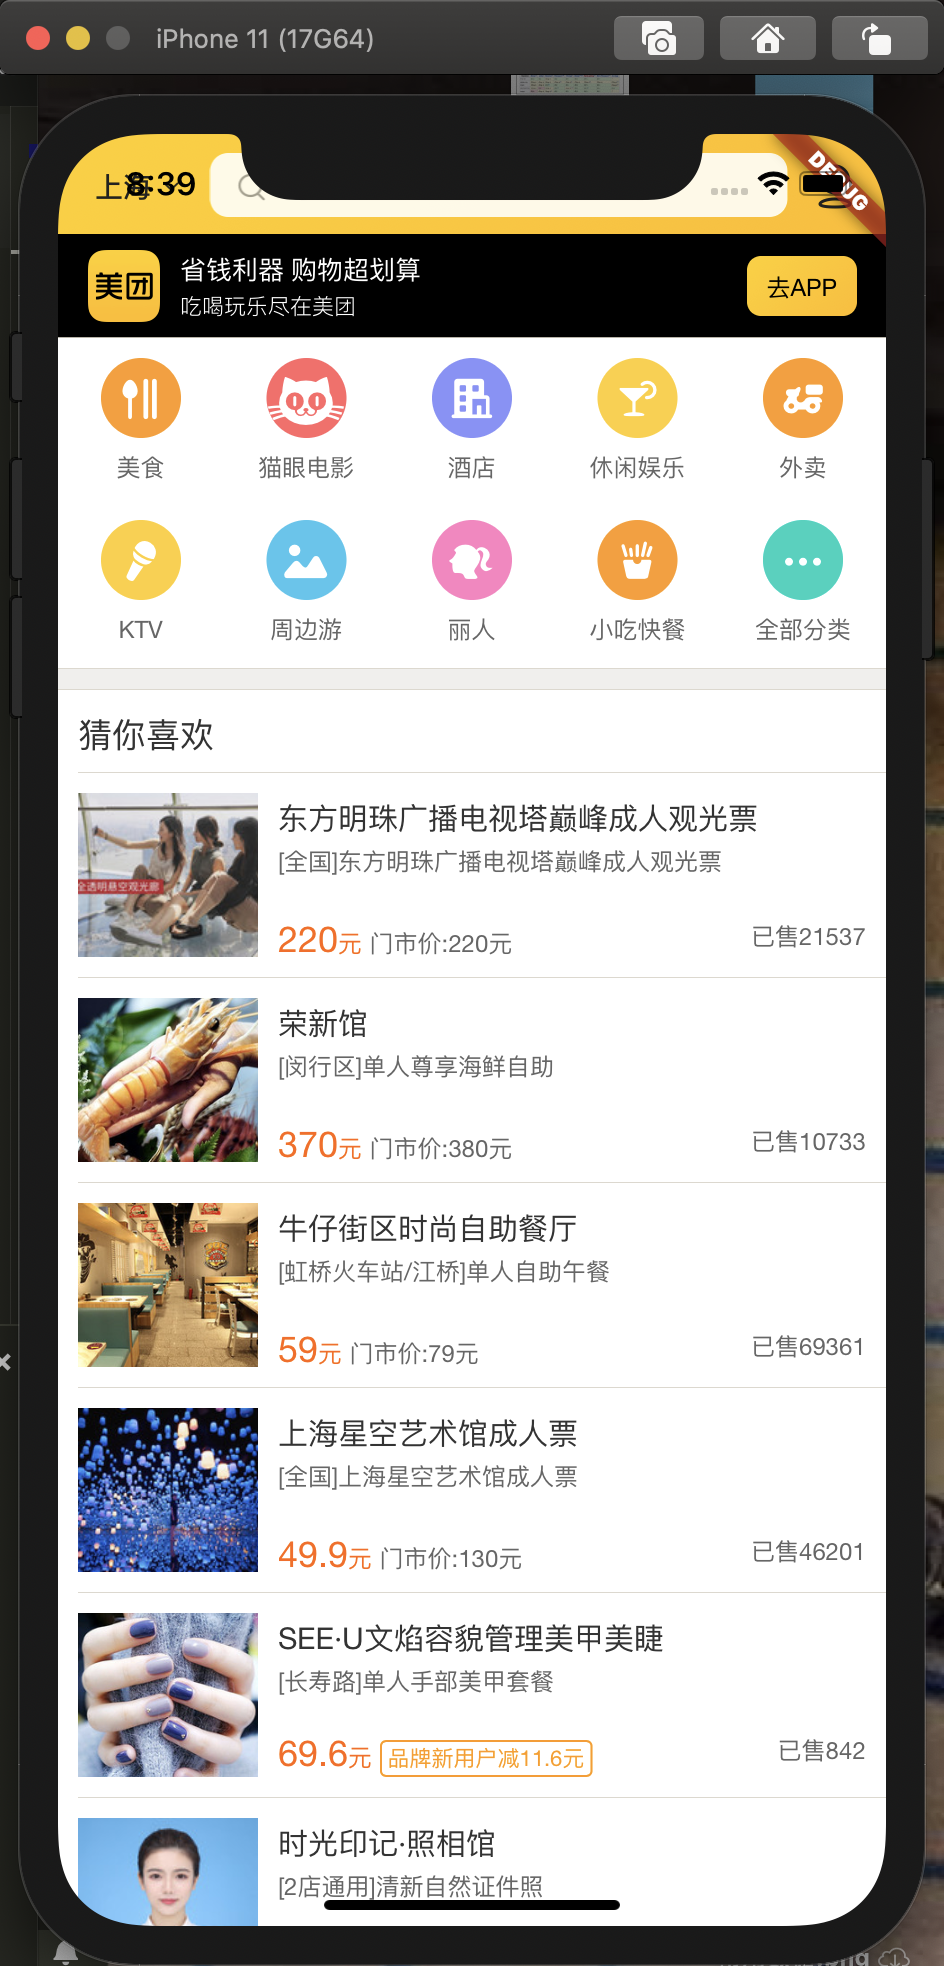 iPhone 11 (17G64)
上海
8:39
DEBUG
美团
省钱利器 购物超划算
吃喝玩乐尽在美团
去APP
美食
猫眼电影
酒店
休闲娱乐
外卖
KTV
周边游
丽人
小吃快餐
全部分类
猜你喜欢
全透明悬空观光廊
东方明珠广播电视塔巅峰成人观光票
[全国]东方明珠广播电视塔巅峰成人观光票
220元 门市价:220元
已售21537
荣新馆
[闵行区]单人尊享海鲜自助
370元 门市价:380元
已售10733
牛仔街区时尚自助餐厅
[虹桥火车站/江桥]单人自助午餐
59元 门市价:79元
已售69361
上海星空艺术馆成人票
[全国]上海星空艺术馆成人票
49.9元 门市价:130元
已售46201
SEE·U文焰容貌管理美甲美睫
[长寿路]单人手部美甲套餐
69.6元 品牌新用户减11.6元
已售842
时光印记·照相馆
[2店通用]清新自然证件照